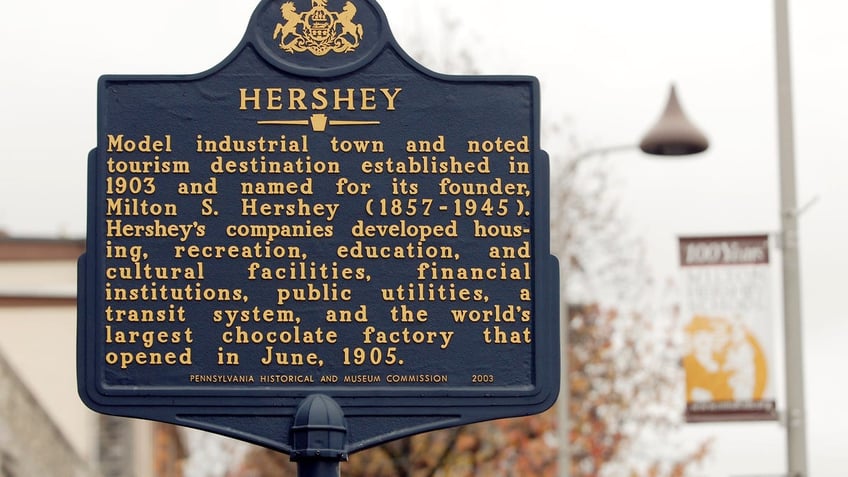 HERSHEY
Model industrial town and noted
tourism destination established in
1903 and named for its founder,
Milton S. Hershey (1857-1945).
Hershey's companies developed hous-
ing, recreation, education, and
cultural facilities, financial
institutions, public utilities, a
transit system, and the world's
largest chocolate factory that
opened in June, 1905.
PENNSYLVANIA HISTORICAL AND MUSEUM COMMISSION 2003
100 Years